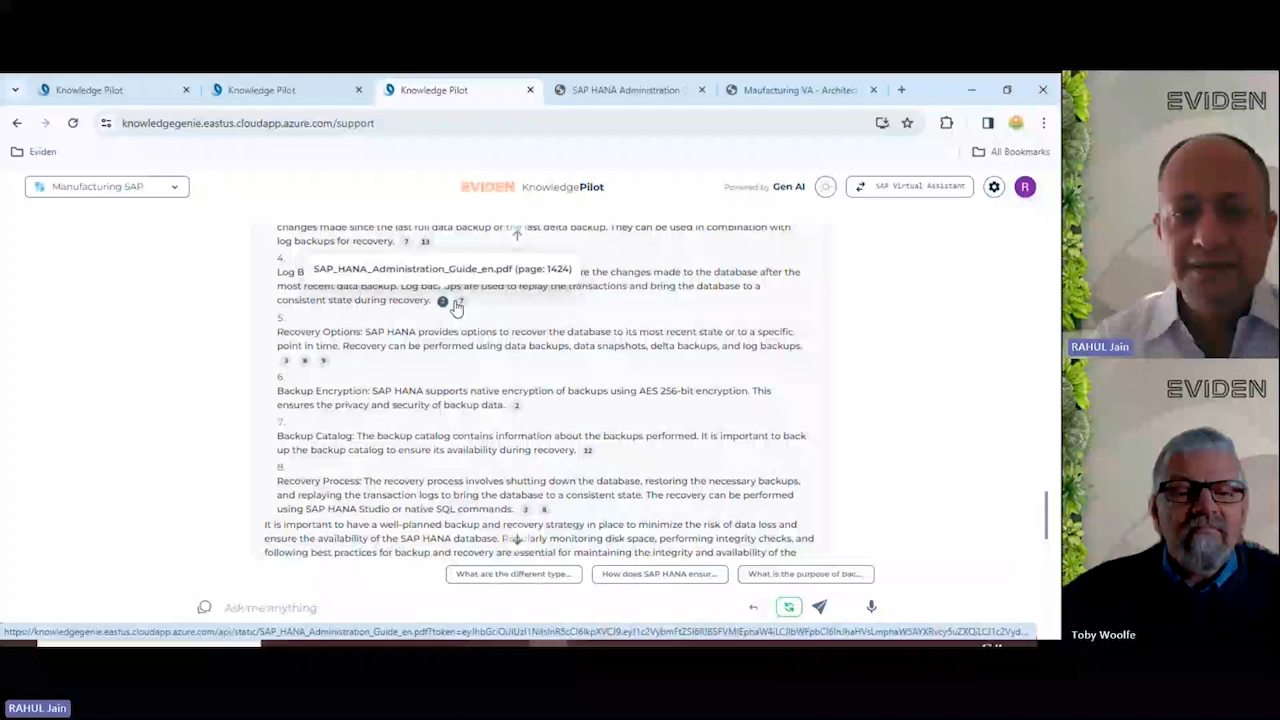 Knowledge Pilot
Knowledge Pilot
Knowledge Pilot
SAP HANA Administration
Maufacturing VA - Architec
knowledgegenie.eastus.cloudapp.azure.com/support
Eviden
All Bookmarks
Manufacturing SAP
EVIDEN KnowledgePilot
Powered by Gen AI
SAP Virtual Assistant
R
changes made since the last full data backup or the last delta backup. They can be used in combination with
log backups for recovery. 7 13
4.
SAP_HANA_Administration_Guide_en.pdf (page: 1424)
Log B re the changes made to the database after the
most recent data backup. Log backups are used to replay the transactions and bring the database to a
consistent state during recovery. 2 7
5.
Recovery Options: SAP HANA provides options to recover the database to its most recent state or to a specific
point in time. Recovery can be performed using data backups, data snapshots, delta backups, and log backups.
3 8 9
6.
Backup Encryption: SAP HANA supports native encryption of backups using AES 256-bit encryption. This
ensures the privacy and security of backup data. 2
7.
Backup Catalog: The backup catalog contains information about the backups performed. It is important to back
up the backup catalog to ensure its availability during recovery. 12
8.
Recovery Process: The recovery process involves shutting down the database, restoring the necessary backups,
and replaying the transaction logs to bring the database to a consistent state. The recovery can be performed
using SAP HANA Studio or native SQL commands. 3 8
It is important to have a well-planned backup and recovery strategy in place to minimize the risk of data loss and
ensure the availability of the SAP HANA database. Regularly monitoring disk space, performing integrity checks, and
following best practices for backup and recovery are essential for maintaining the integrity and availability of the
What are the different type...
How does SAP HANA ensur...
What is the purpose of bac...
Ask me anything
EVIDEN
RAHUL Jain
EVIDEN
Toby Woolfe
RAHUL Jain